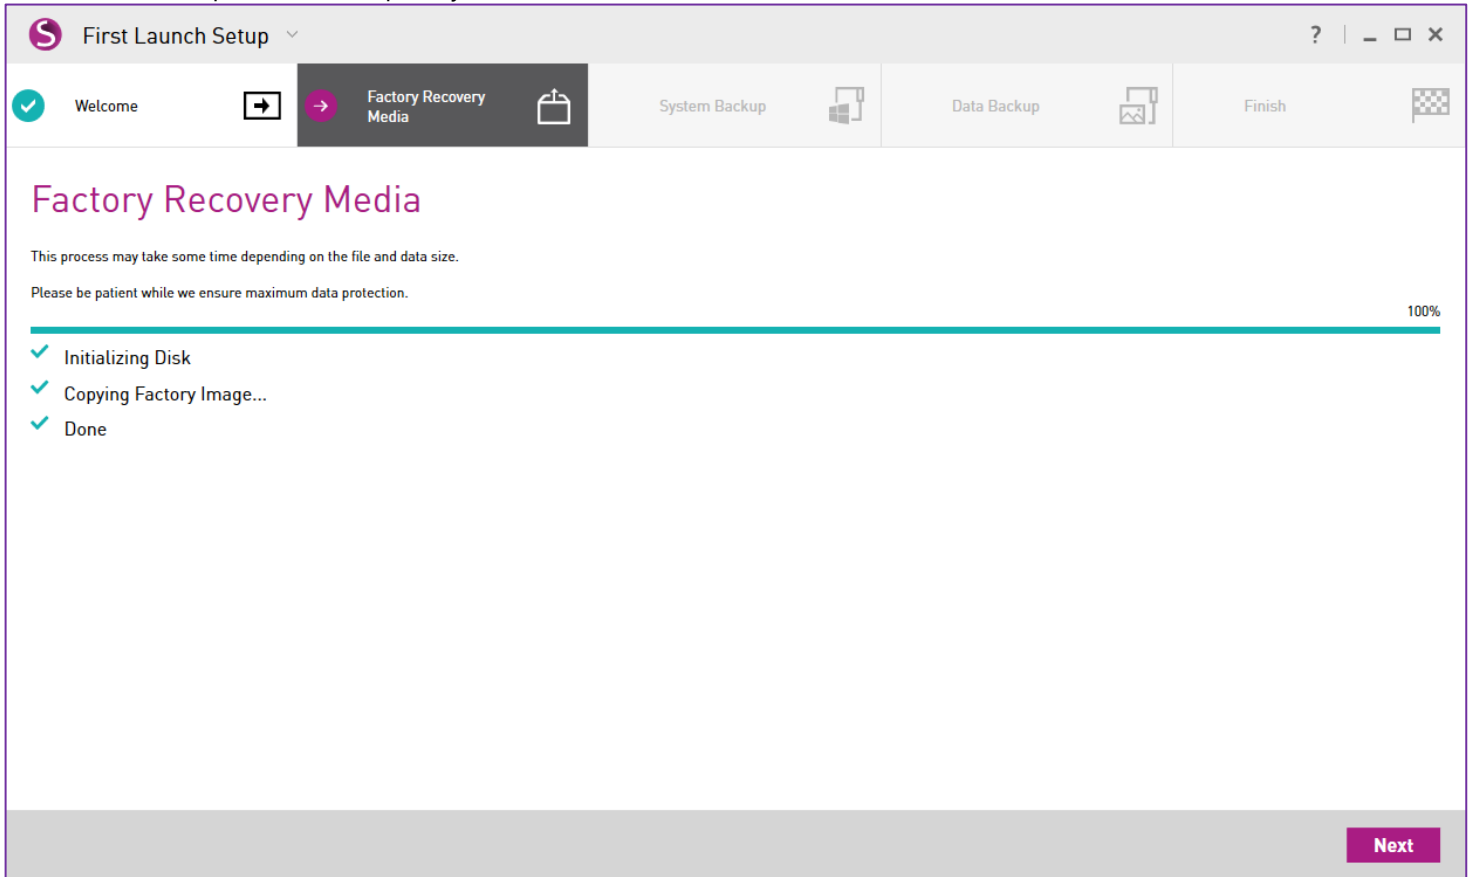 First Launch Setup
?
Welcome
Factory Recovery
Media
System Backup
Data Backup
Finish
Factory Recovery Media
This process may take some time depending on the file and data size.
Please be patient while we ensure maximum data protection.
100%
Initializing Disk
Copying Factory Image...
Done
Next